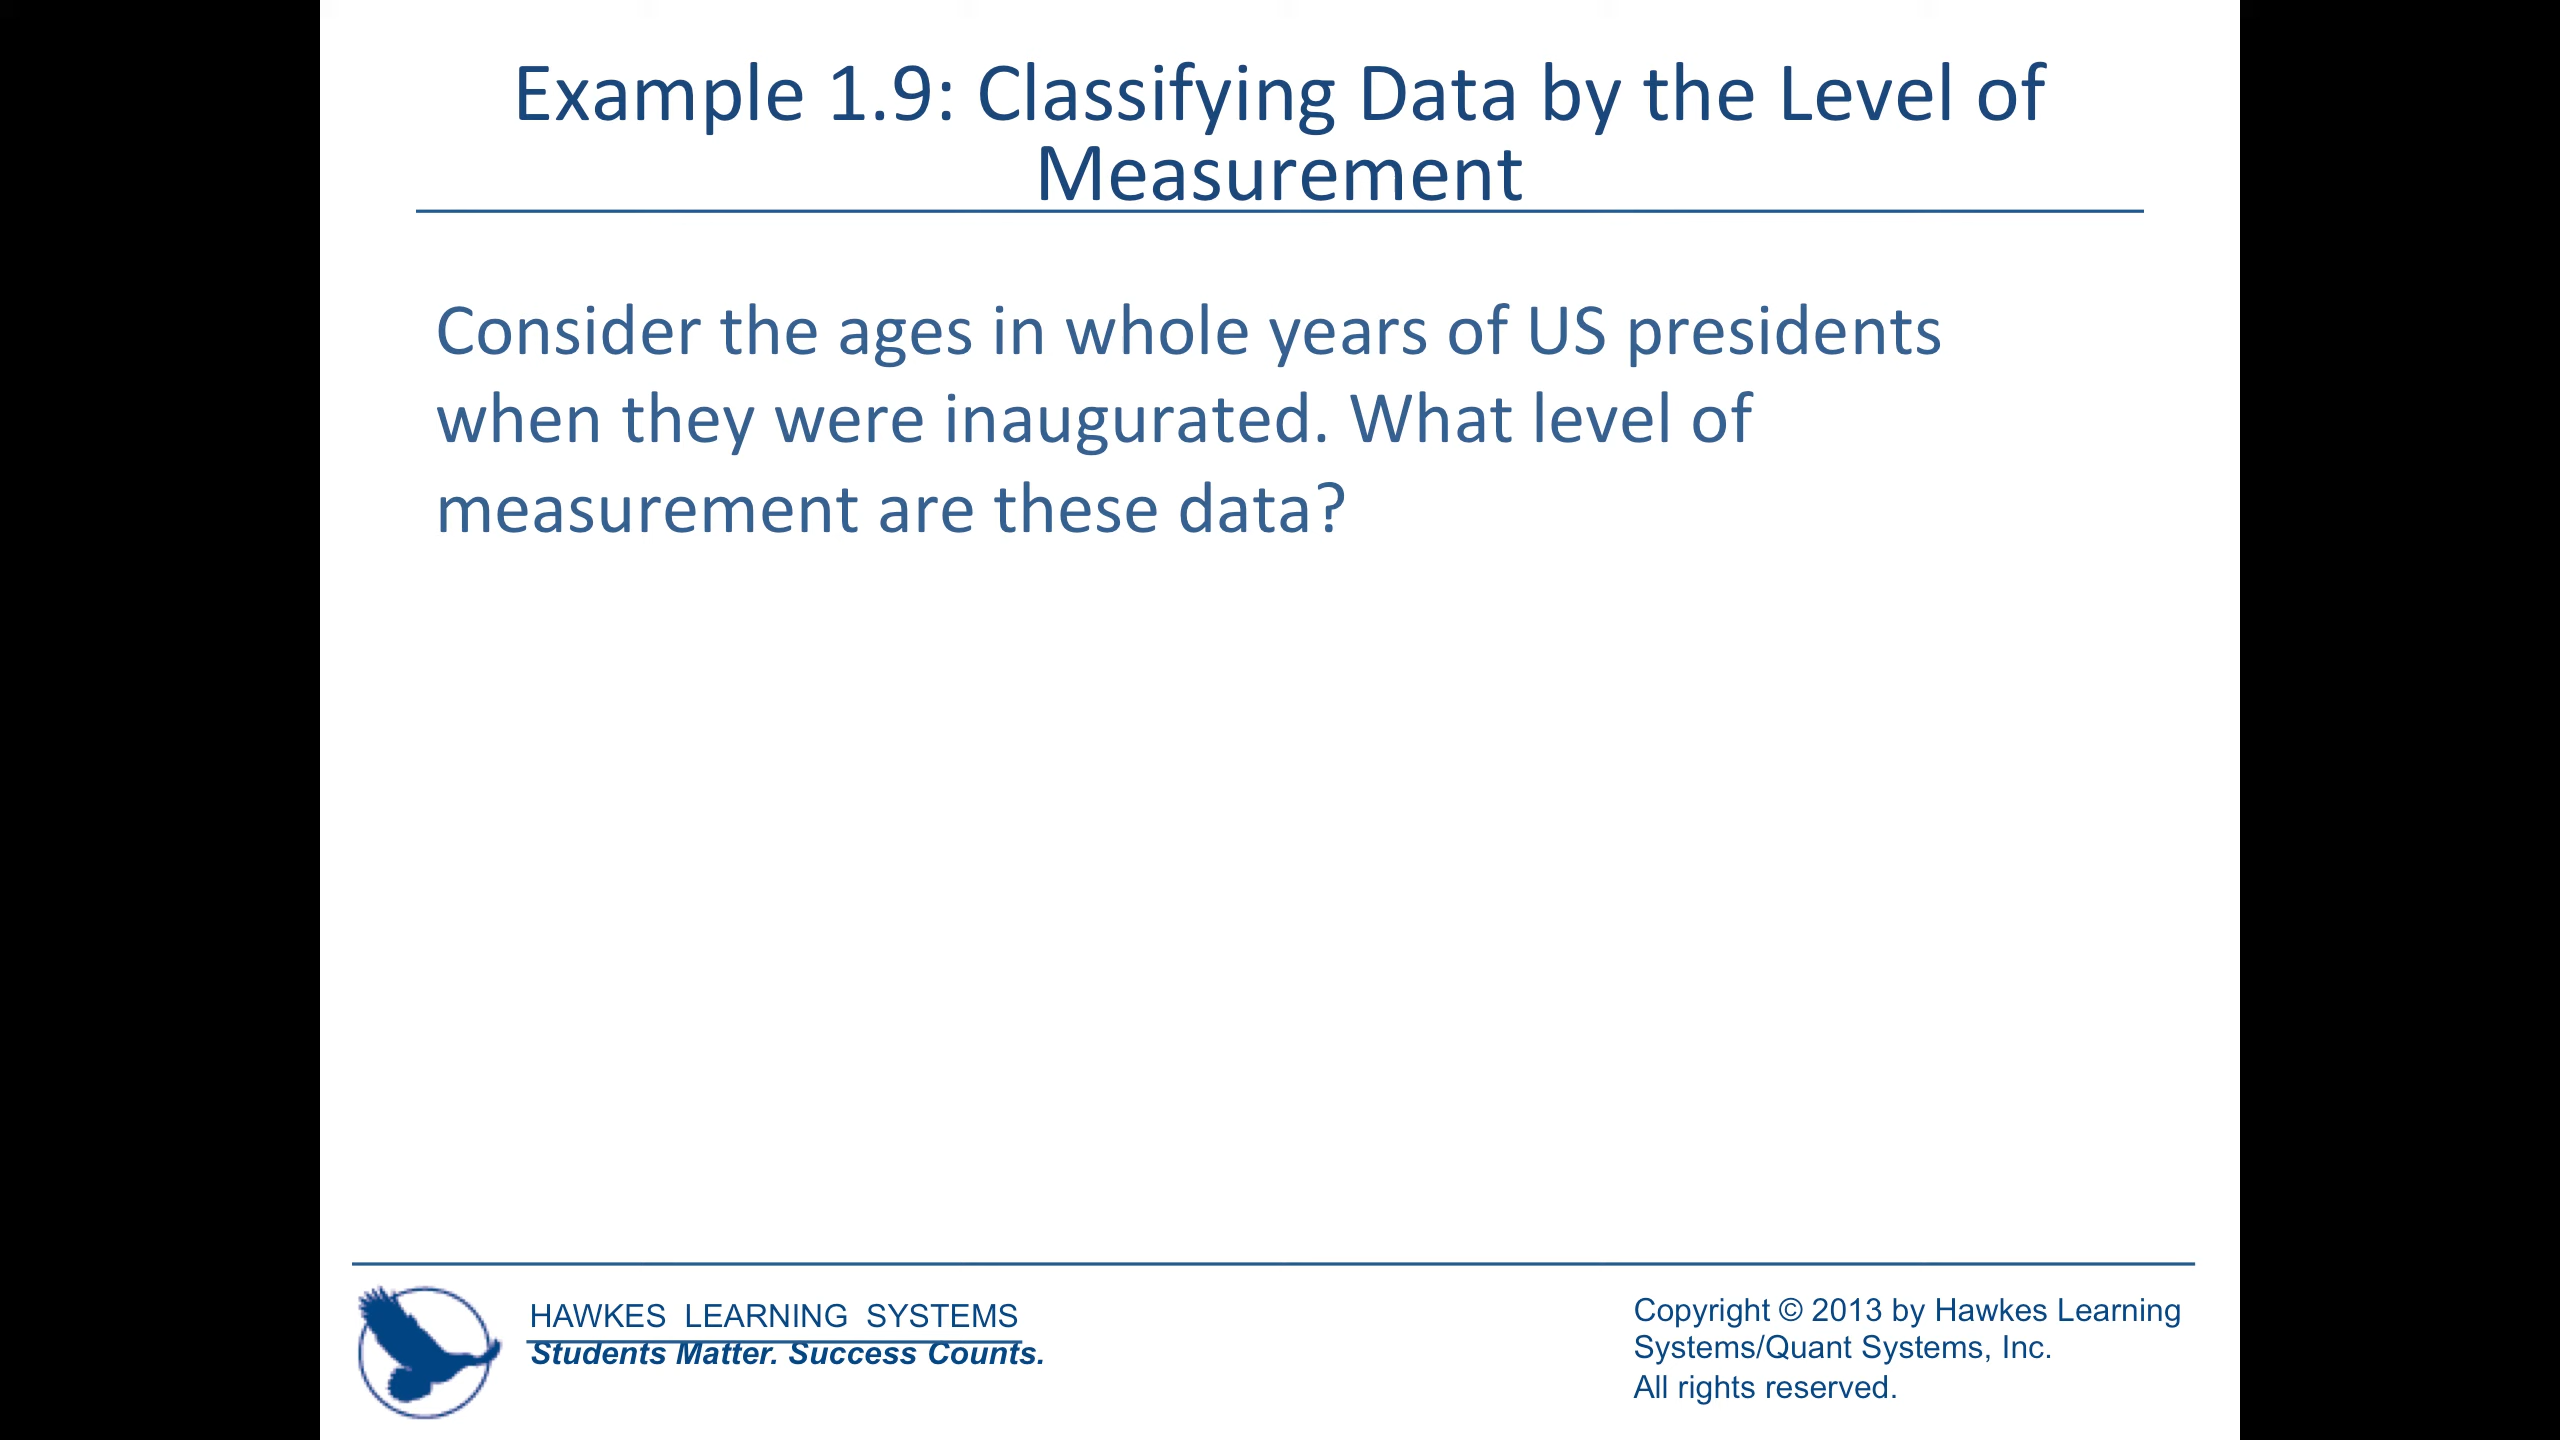 Example 1.9: Classifying Data by the Level of
Measurement
Consider the ages in whole years of US presidents
when they were inaugurated. What level of
measurement are these data?
HAWKES LEARNING SYSTEMS
Students Matter. Success Counts.
Copyright © 2013 by Hawkes Learning
Systems/Quant Systems, Inc.
All rights reserved.